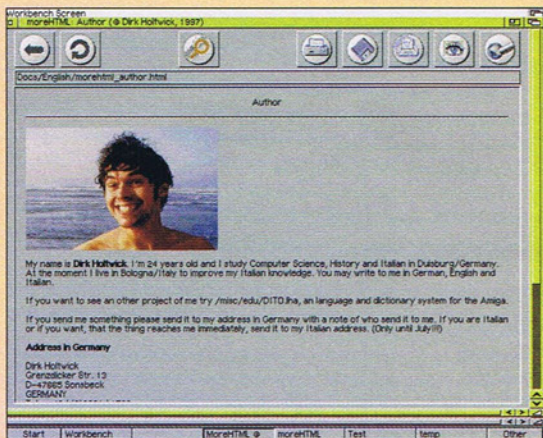 Workbench Screen
moreHTML: Author (© Dirk Holtwick, 1997)
Docs/English/morehtml_author.html
Author
My name is Dirk Holtwick. I'm 24 years old and I study Computer Science, History and Italian in Duisburg/Germany.
At the moment I live in Bologna/Italy to improve my Italian knowledge. You may write to me in German, English and
Italian.
If you want to see an other project of me try /misc/edu/DITO.lha, an language and dictionary system for the Amiga.
If you send me something please send it to my address in Germany with a note of who send it to me. If you are Italian
or if you want, that the thing reaches me immediately, send it to my Italian address. (Only until July!!!)
Address in Germany
Dirk Holtwick
Grenzdicker Str. 13
D-47665 Sonsbeck
GERMANY
Start Workbench MoreHTML moreHTML Test temp Other